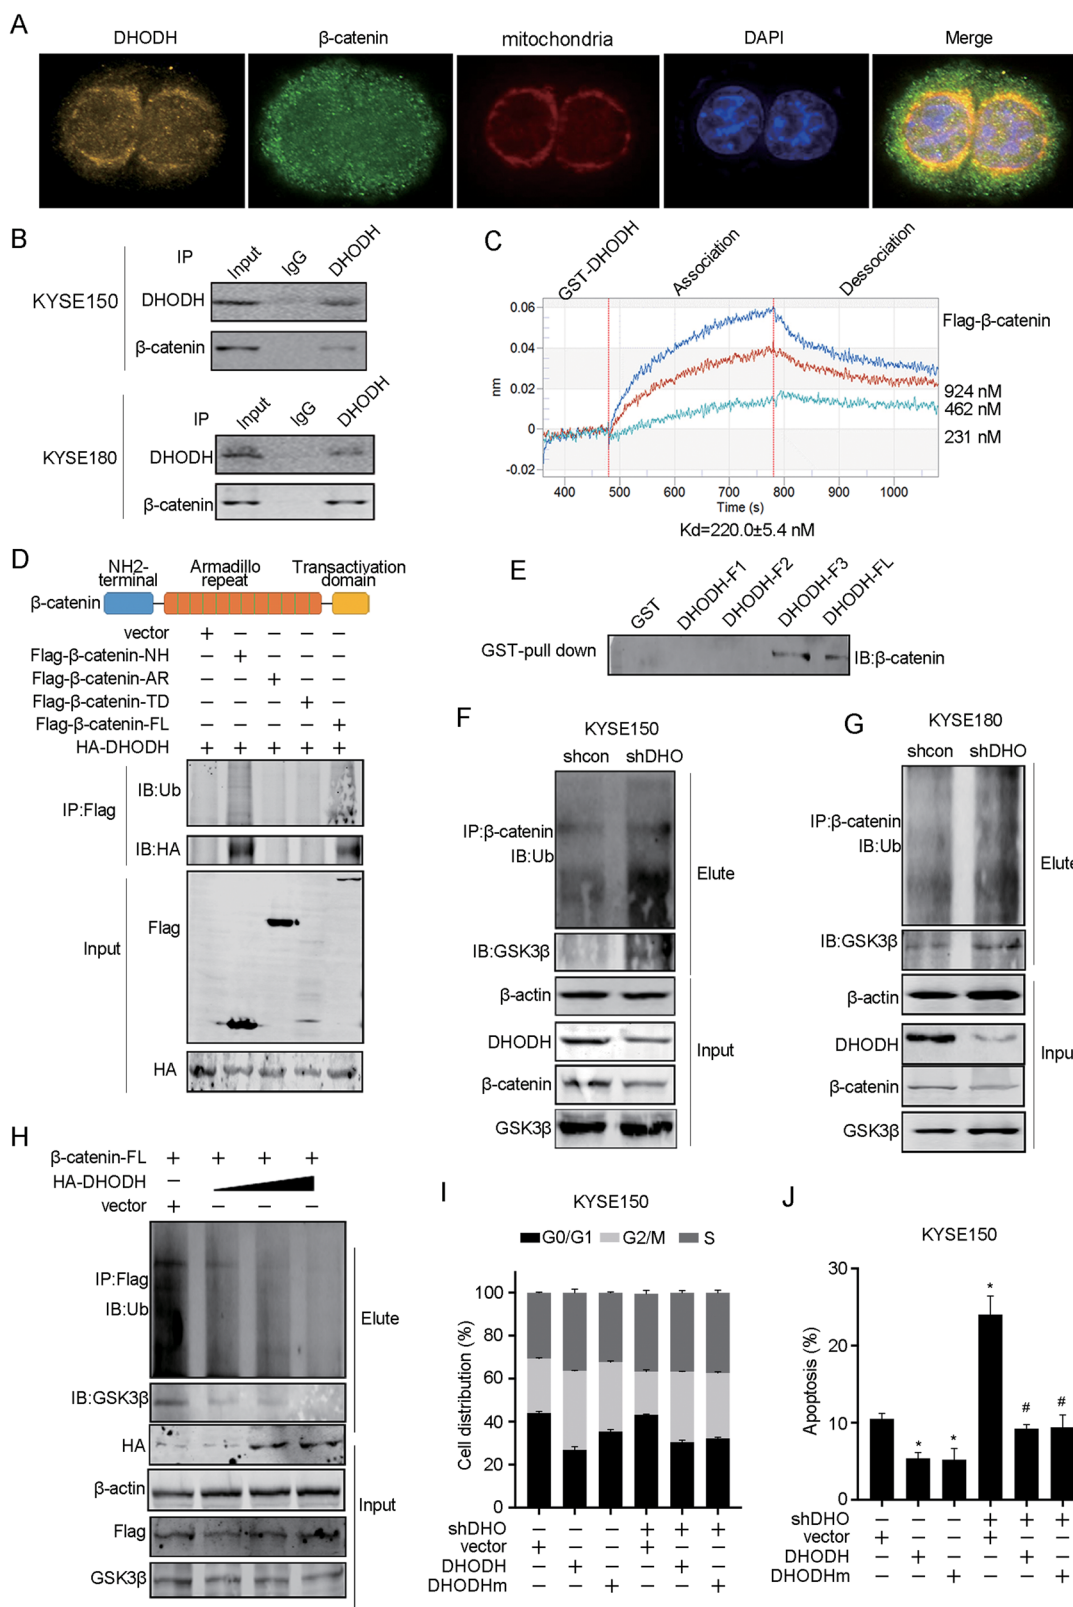 A
DHODH β-catenin mitochondria DAPI Merge
B
IP Input IgG DHODH
KYSE150 DHODH
β-catenin
IP Input IgG DHODH
KYSE180 DHODH
β-catenin
C
GST-DHODH Association Dessociation
0.06
0.04
0.02
0
-0.02
nm
400 500 600 700 800 900 1000
Time (s)
Kd=220.0±5.4 nM
Flag-β-catenin
924 nM
462 nM
231 nM
D
NH2-terminal
Armadillo repeat
Transactiyation domain
β-catenin
vector + − − − −
Flag-β-catenin-NH − + − − −
Flag-β-catenin-AR − − + − −
Flag-β-catenin-TD − − − + −
Flag-β-catenin-FL − − − − +
HA-DHODH + + + + +
IP:Flag
IB:Ub
IB:HA
Input
Flag
HA
E
GST DHODH-F1 DHODH-F2 DHODH-F3 DHODH-FL
GST-pull down IB:β-catenin
F
KYSE150
shcon shDHO
IP:β-catenin
IB:Ub
Elute
IB:GSK3β
β-actin
DHODH
Input
β-catenin
GSK3β
G
KYSE180
shcon shDHO
IP:β-catenin
IB:Ub
Elute
IB:GSK3β
β-actin
DHODH
Input
β-catenin
GSK3β
H
β-catenin-FL + + + +
HA-DHODH −
vector + − − −
IP:Flag
IB:Ub
Elute
IB:GSK3β
HA
β-actin
Input
Flag
GSK3β
I
KYSE150
G0/G1 G2/M S
100
80
60
40
20
0
Cell distribution (%)
shDHO − − − + + +
vector + − − + − −
DHODH − + − − + −
DHODHm − − + − − +
J
KYSE150
30
20
10
0
Apoptosis (%)
* * * # #
shDHO − − − + + +
vector + − − + − −
DHODH − + − − + −
DHODHm − − + − − +